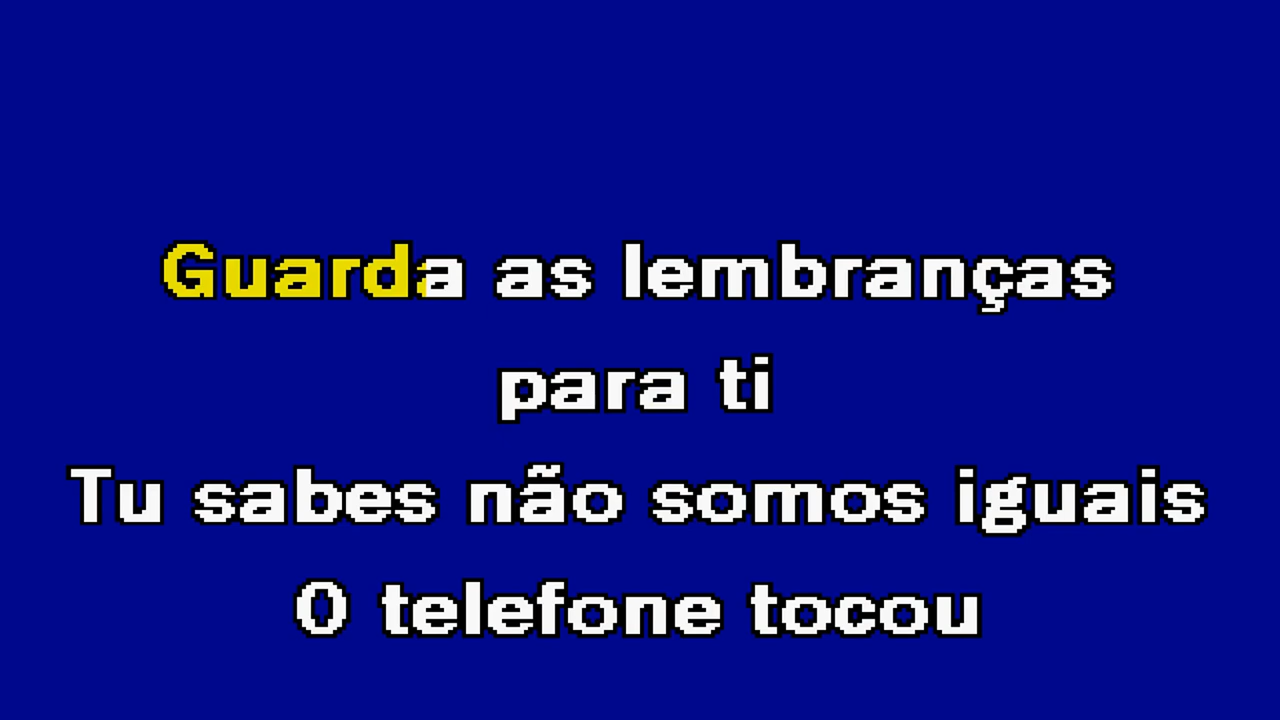 Guarda as lembranças
para ti
Tu sabes não somos iguais
O telefone tocou